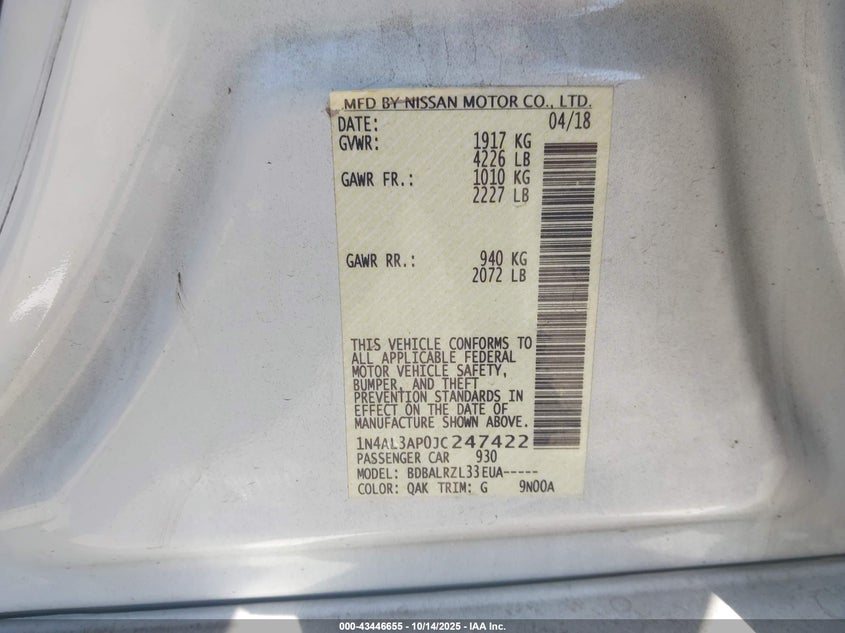 MFD BY NISSAN MOTOR CO., LTD.
DATE: 04/18
GVWR: 1917 KG
4226 LB
GAWR FR.: 1010 KG
2227 LB
GAWR RR.: 940 KG
2072 LB
THIS VEHICLE CONFORMS TO
ALL APPLICABLE FEDERAL
MOTOR VEHICLE SAFETY,
BUMPER, AND THEFT
PREVENTION STANDARDS IN
EFFECT ON THE DATE OF
MANUFACTURE SHOWN ABOVE.
1N4AL3AP0JC247422
PASSENGER CAR 930
MODEL: BDBALRZL33EUA-----
COLOR: QAK TRIM: G 9N00A
000-43446655 - 10/14/2025 - IAA Inc.